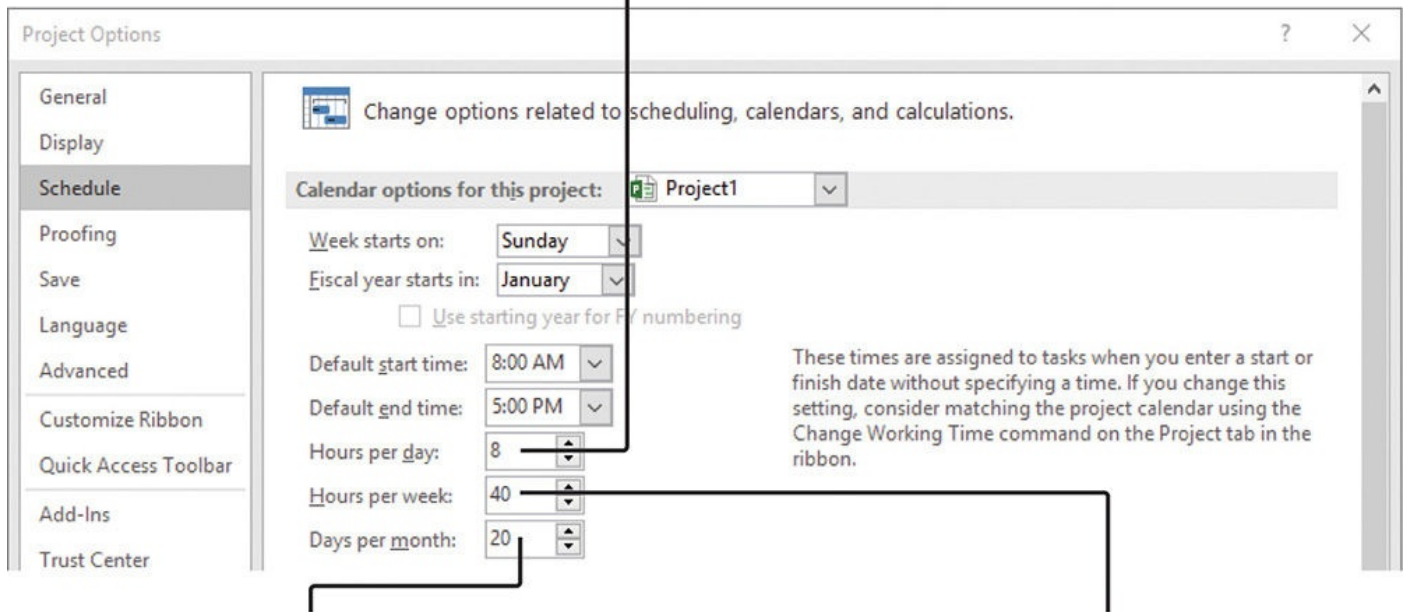 Project Options
?
General
Display
Schedule
Proofing
Save
Language
Advanced
Customize Ribbon
Quick Access Toolbar
Add-Ins
Trust Center
Change options related to scheduling, calendars, and calculations.
Calendar options for this project: Project1
Week starts on: Sunday
Fiscal year starts in: January
Use starting year for FY numbering
Default start time: 8:00 AM
Default end time: 5:00 PM
Hours per day: 8
Hours per week: 40
Days per month: 20
These times are assigned to tasks when you enter a start or
finish date without specifying a time. If you change this
setting, consider matching the project calendar using the
Change Working Time command on the Project tab in the
ribbon.